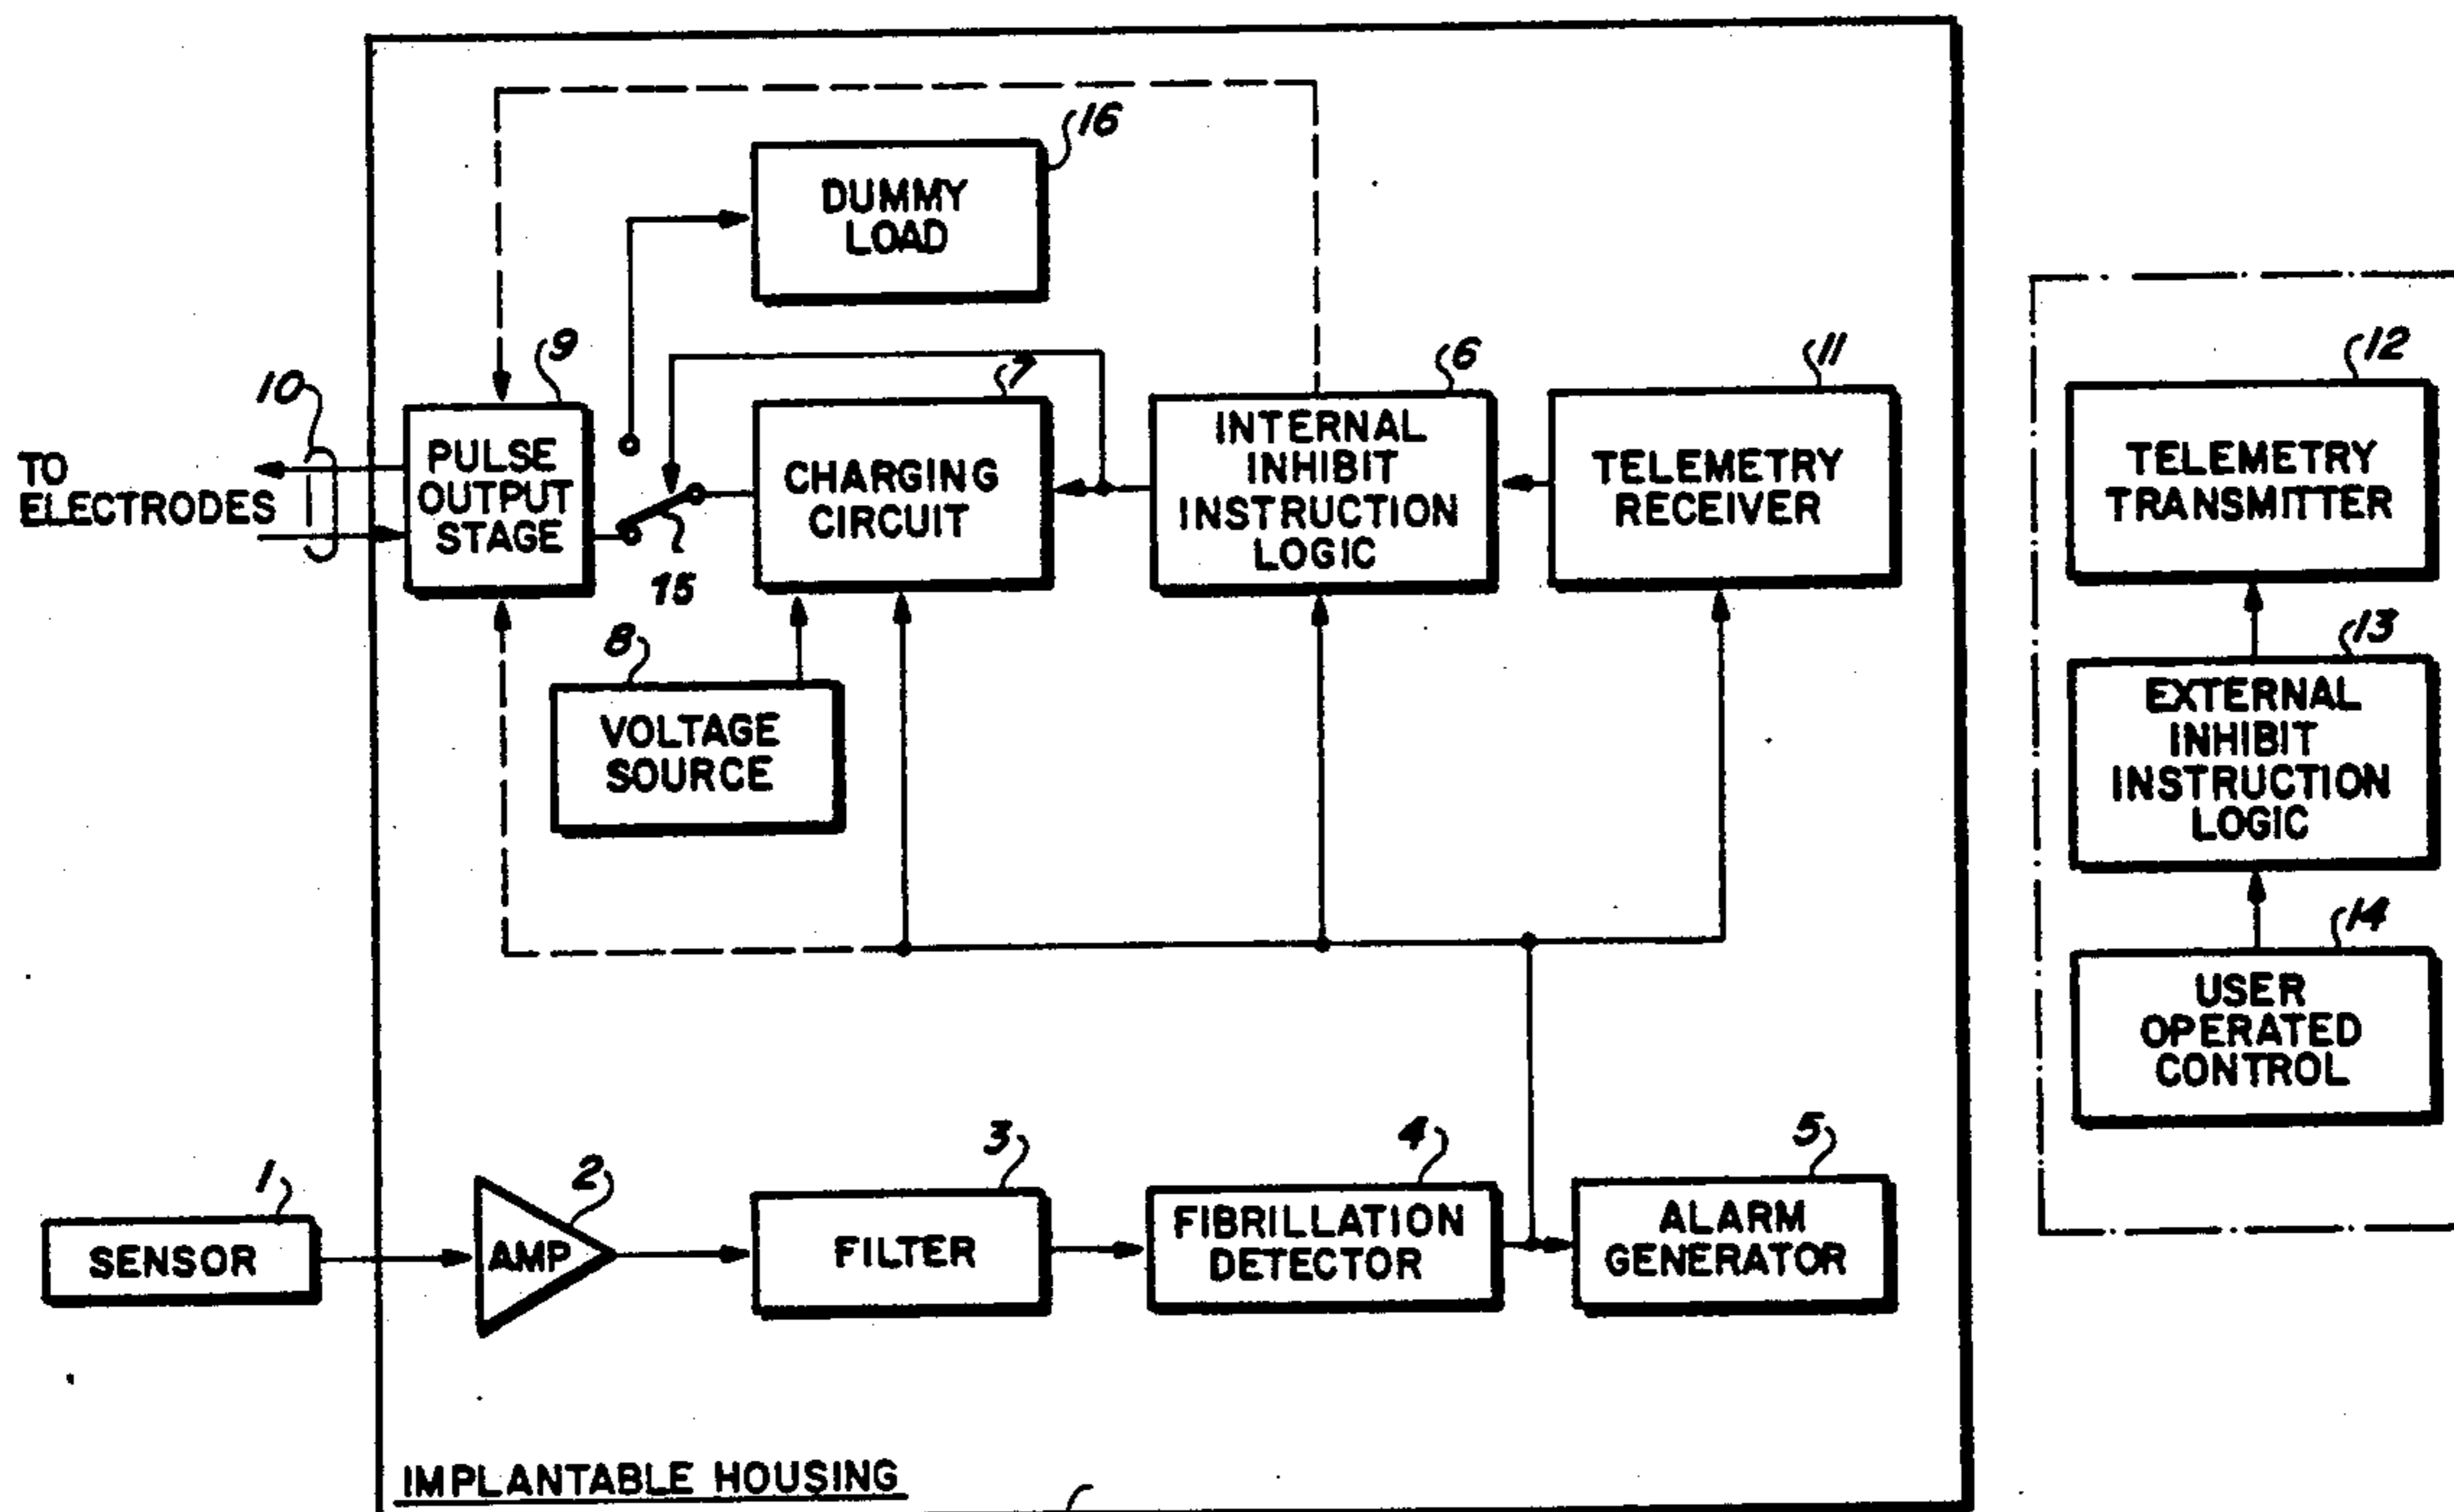 16
DUMMY
LOAD
10
9
7
6
11
12
TO
ELECTRODES
PULSE
OUTPUT
STAGE
15
CHARGING
CIRCUIT
INTERNAL
INHIBIT
INSTRUCTION
LOGIC
TELEMETRY
RECEIVER
TELEMETRY
TRANSMITTER
8
VOLTAGE
SOURCE
13
EXTERNAL
INHIBIT
INSTRUCTION
LOGIC
14
USER
OPERATED
CONTROL
1
SENSOR
2
AMP
3
FILTER
4
FIBRILLATION
DETECTOR
5
ALARM
GENERATOR
IMPLANTABLE HOUSING